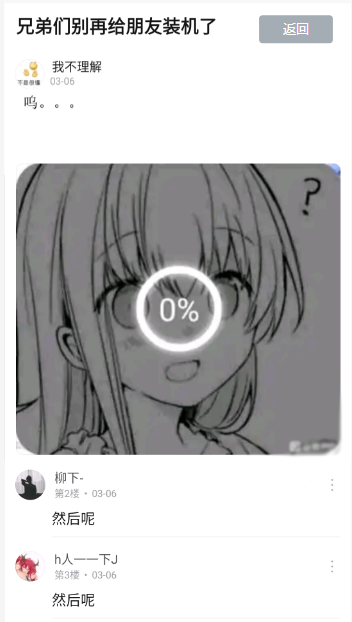 兄弟们别再给朋友装机了
返回
我不理解
03-06
呜。。。
?
0%
柳下-
第2楼 • 03-06
然后呢
h人一一下J
第3楼 • 03-06
然后呢